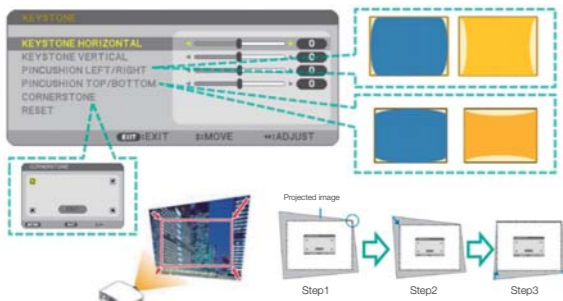 KEYSTONE
KEYSTONE HORIZONTAL 0
KEYSTONE VERTICAL 0
PINCUSHION LEFT/RIGHT 0
PINCUSHION TOP/BOTTOM 0
CORNERSTONE
RESET
EXIT :EXIT ↕:MOVE ↔:ADJUST
CORNERSTONE
Projected image
Step1
Step2
Step3